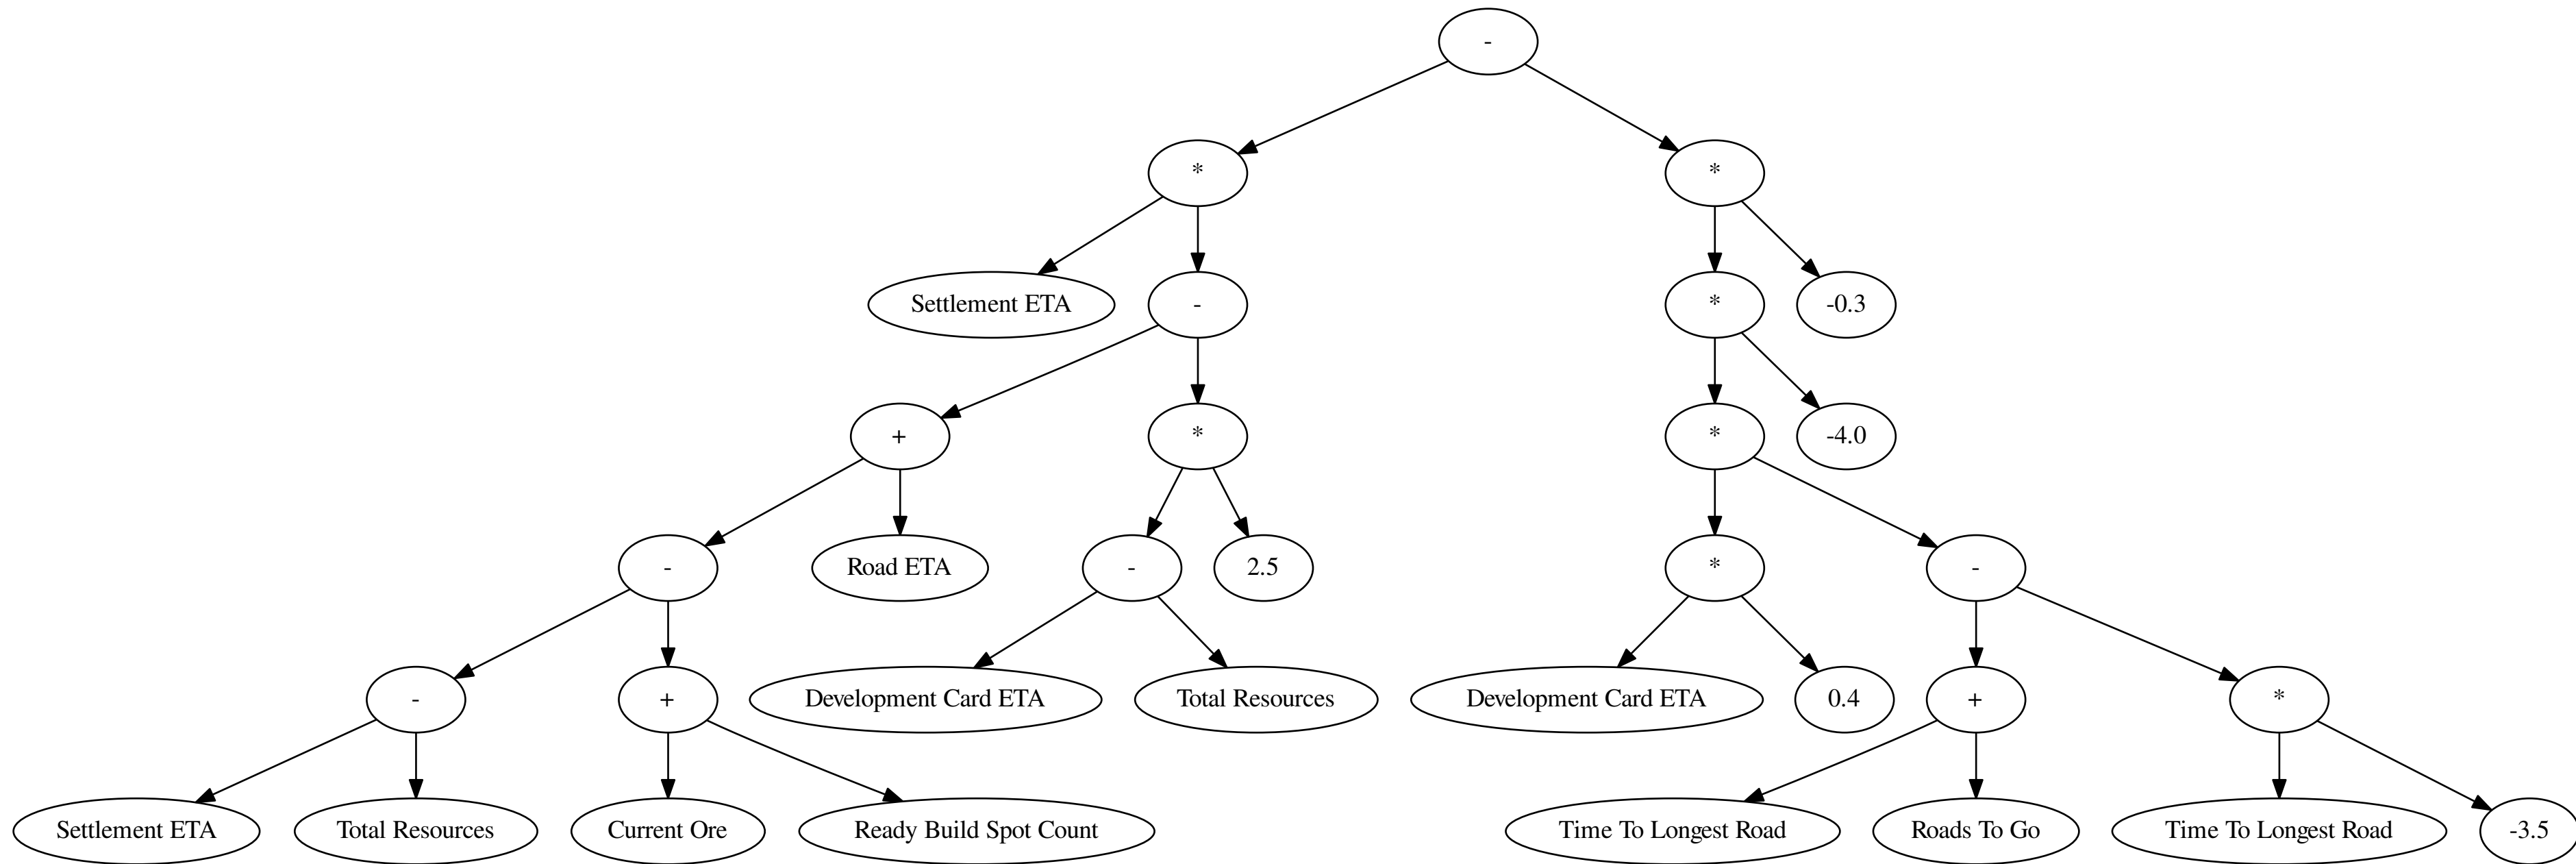 -
* *
Settlement ETA - * -0.3
+ * * -4.0
- Road ETA - 2.5 * -
- + Development Card ETA Total Resources Development Card ETA 0.4 + *
Settlement ETA Total Resources Current Ore Ready Build Spot Count Time To Longest Road Roads To Go Time To Longest Road -3.5